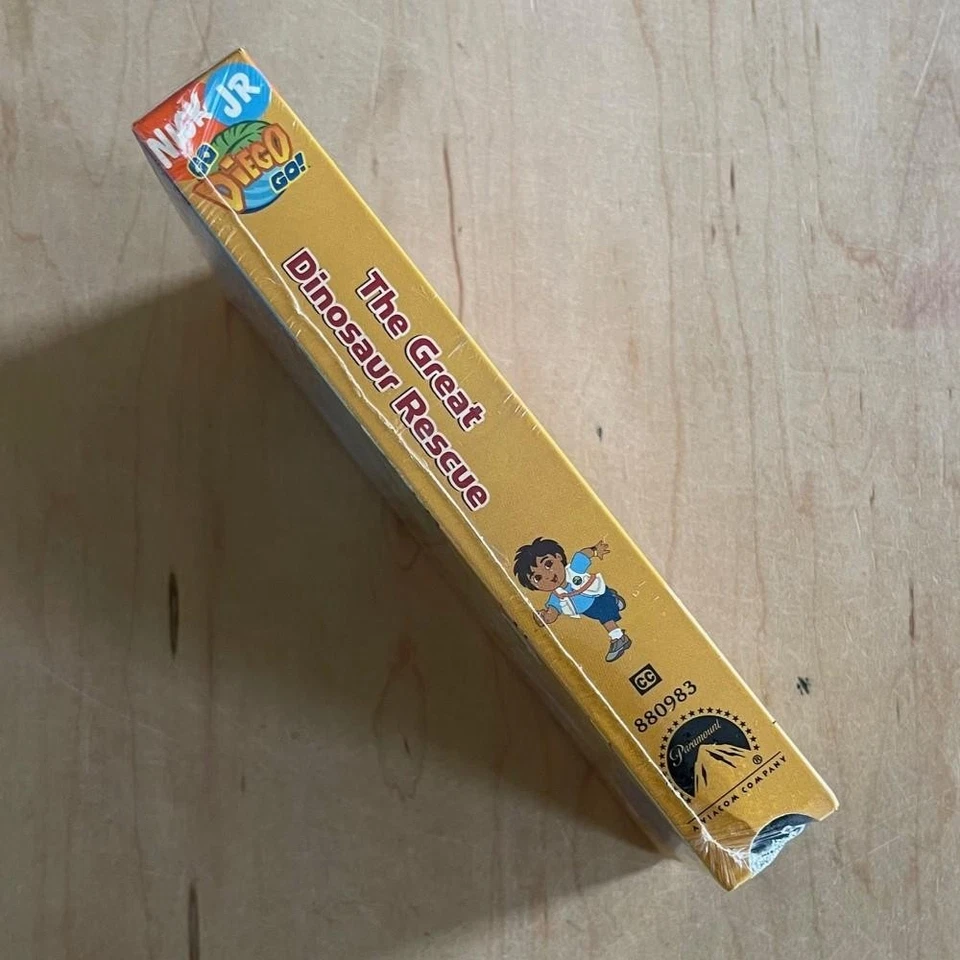 NICK JR
GO
DIEGO
GO!
The Great
Dinosaur Rescue
CC
880983
Paramount
®
A VIACOM COMPANY